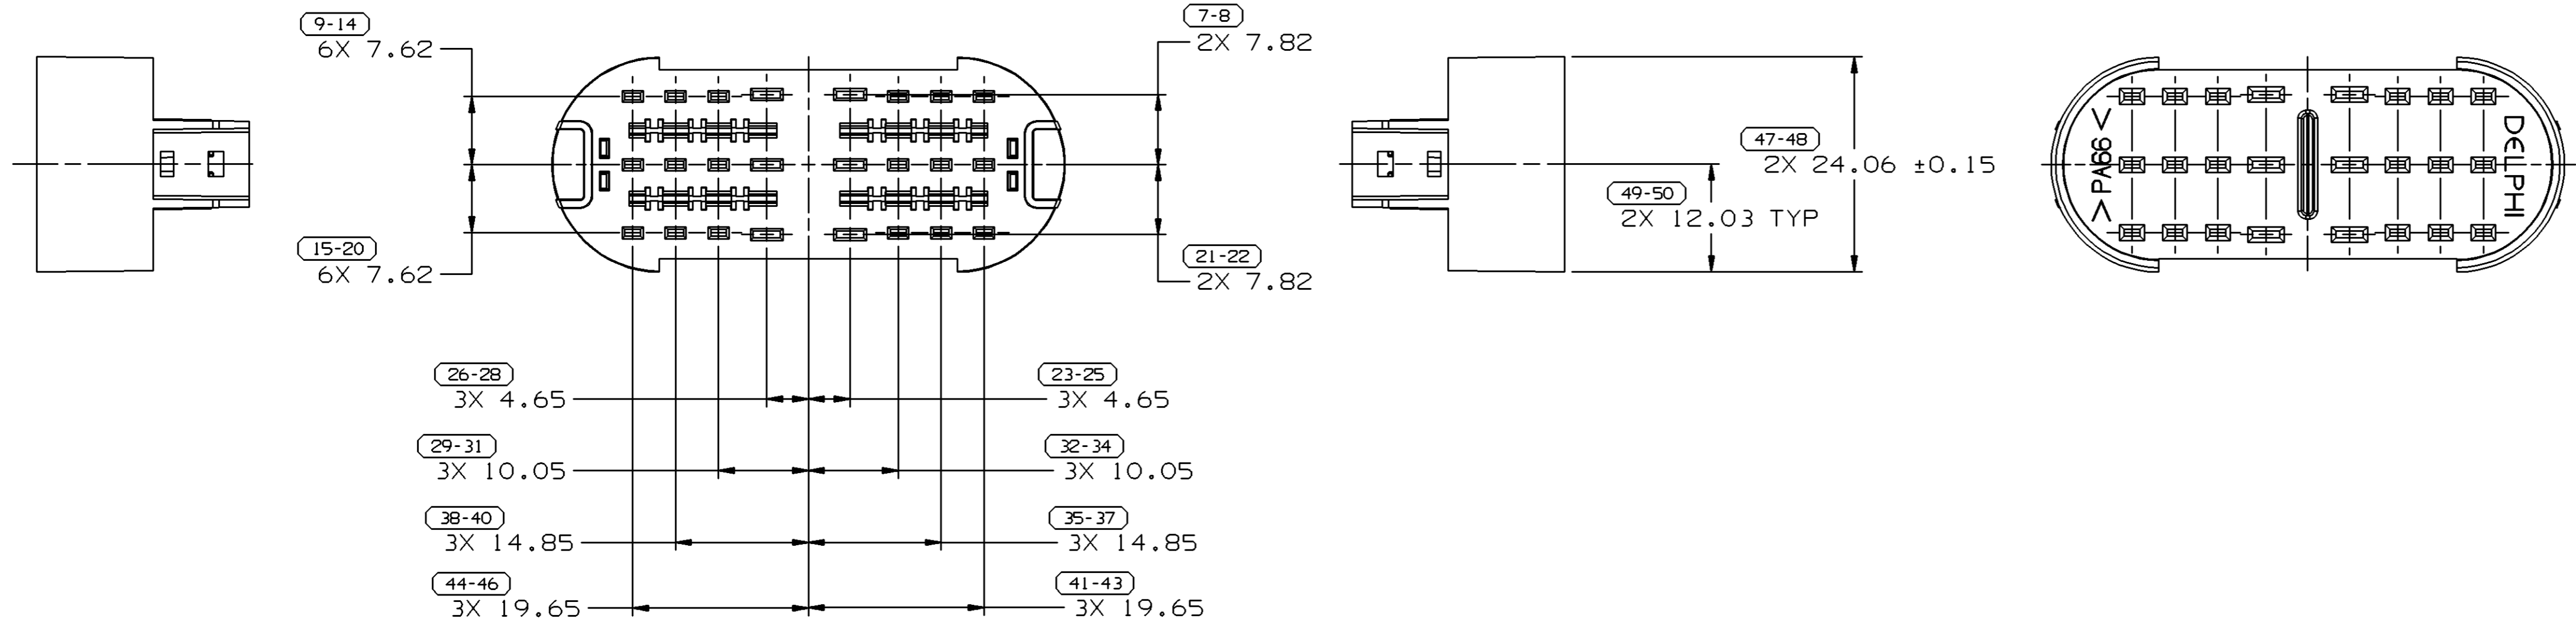 9-14
6X 7.62
7-8
2X 7.82
15-20
6X 7.62
21-22
2X 7.82
47-48
2X 24.06 ±0.15
49-50
2X 12.03 TYP
>PA66<
DELPHI
26-28
3X 4.65
23-25
3X 4.65
29-31
3X 10.05
32-34
3X 10.05
38-40
3X 14.85
35-37
3X 14.85
44-46
3X 19.65
41-43
3X 19.65